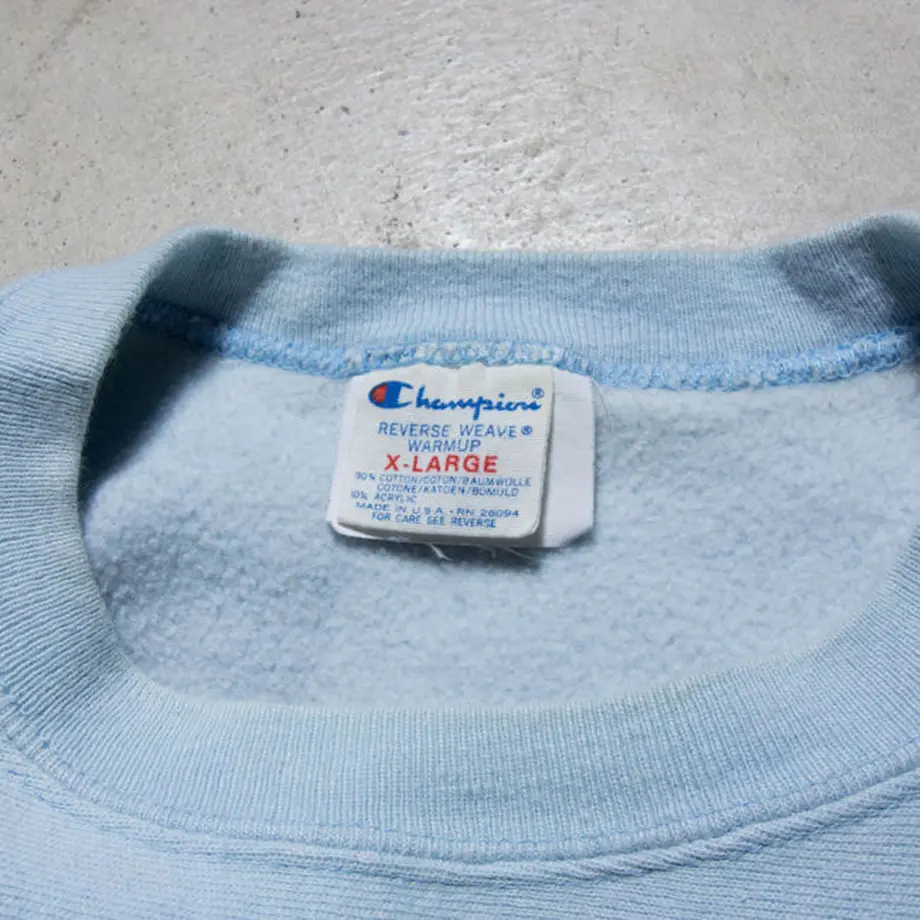 Champion®
REVERSE WEAVE®
WARMUP
X-LARGE
90% COTTON/COTON/BAUMWOLLE
COTONE/KATOEN/BOMULD
10% ACRYLIC
MADE IN U.S.A. - RN 26094
FOR CARE SEE REVERSE